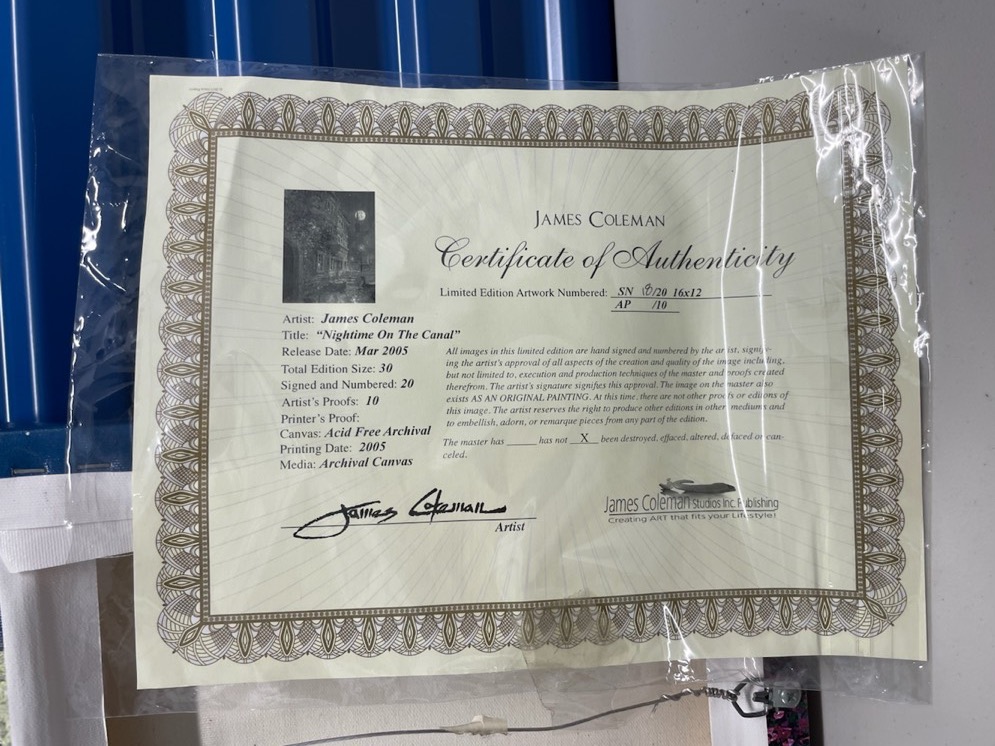 JAMES COLEMAN
Certificate of Authenticity
Limited Edition Artwork Numbered: SN 18/20 16x12
AP /10
Artist: James Coleman
Title: "Nightime On The Canal"
Release Date: Mar 2005
Total Edition Size: 30
Signed and Numbered: 20
Artist's Proofs: 10
Printer's Proof:
Canvas: Acid Free Archival
Printing Date: 2005
Media: Archival Canvas
All images in this limited edition are hand signed and numbered by the artist, signify-
ing the artist's approval of all aspects of the creation and quality of the image including,
but not limited to, execution and production techniques of the master and proofs created
therefrom. The artist's signature signifies this approval. The image on the master also
exists AS AN ORIGINAL PAINTING. At this time, there are not other proofs or editions of
this image. The artist reserves the right to produce other editions in other mediums and
to embellish, adorn, or remarque pieces from any part of the edition.
The master has ______ has not X been destroyed, effaced, altered, defaced or can-
celed.
James Coleman
Artist
James Coleman Studios Inc. Publishing
Creating ART that fits your Lifestyle!